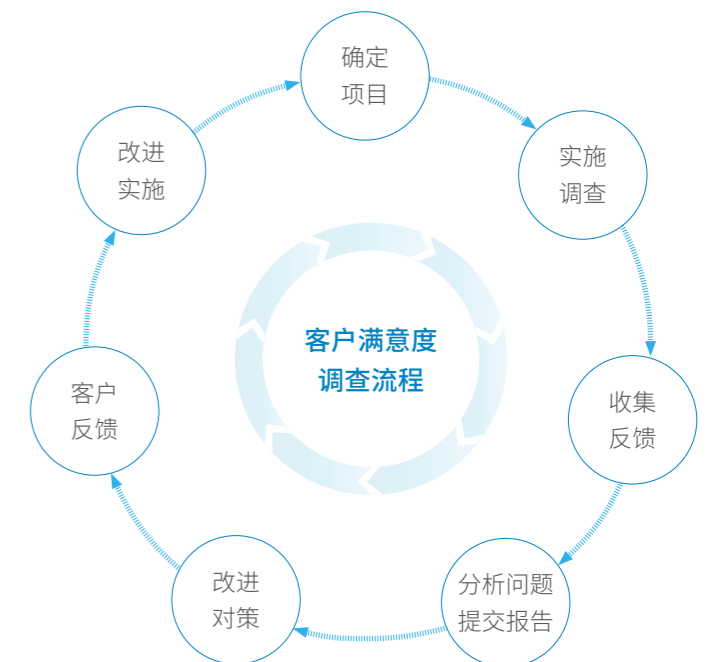 确定
项目
实施
调查
收集
反馈
分析问题
提交报告
改进
对策
客户
反馈
改进
实施
客户满意度
调查流程